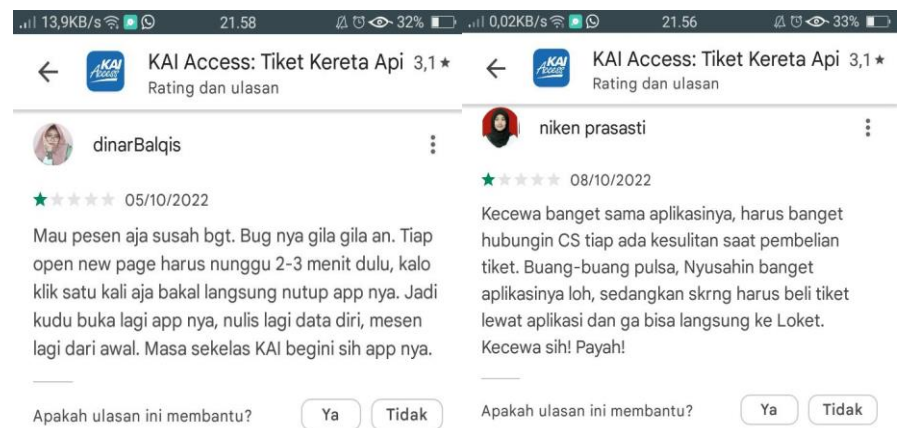 13,9KB/s 21.58 32%
KAI Access: Tiket Kereta Api 3,1★
KAI Access
Rating dan ulasan
dinarBalqis
05/10/2022
Mau pesen aja susah bgt. Bug nya gila gila an. Tiap
open new page harus nunggu 2-3 menit dulu, kalo
klik satu kali aja bakal langsung nutup app nya. Jadi
kudu buka lagi app nya, nulis lagi data diri, mesen
lagi dari awal. Masa sekelas KAI begini sih app nya.
Apakah ulasan ini membantu? Ya Tidak
0,02KB/s 21.56 33%
KAI Access: Tiket Kereta Api 3,1★
KAI Access
Rating dan ulasan
niken prasasti
08/10/2022
Kecewa banget sama aplikasinya, harus banget
hubungin CS tiap ada kesulitan saat pembelian
tiket. Buang-buang pulsa, Nyusahin banget
aplikasinya loh, sedangkan skrng harus beli tiket
lewat aplikasi dan ga bisa langsung ke Loket.
Kecewa sih! Payah!
Apakah ulasan ini membantu? Ya Tidak